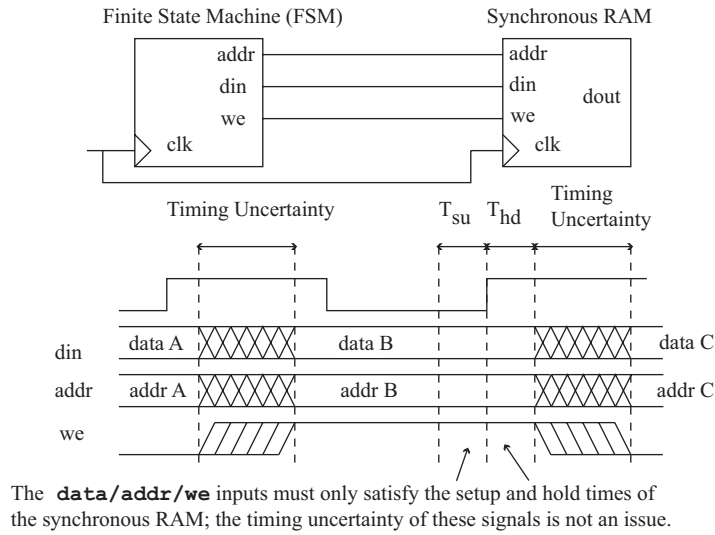 Finite State Machine (FSM)
Synchronous RAM
addr
din
we
clk
addr
din
dout
we
clk
Timing Uncertainty
Tsu
Thd
Timing
Uncertainty
din
data A
data B
data C
addr
addr A
addr B
addr C
we
The data/addr/we inputs must only satisfy the setup and hold times of
the synchronous RAM; the timing uncertainty of these signals is not an issue.